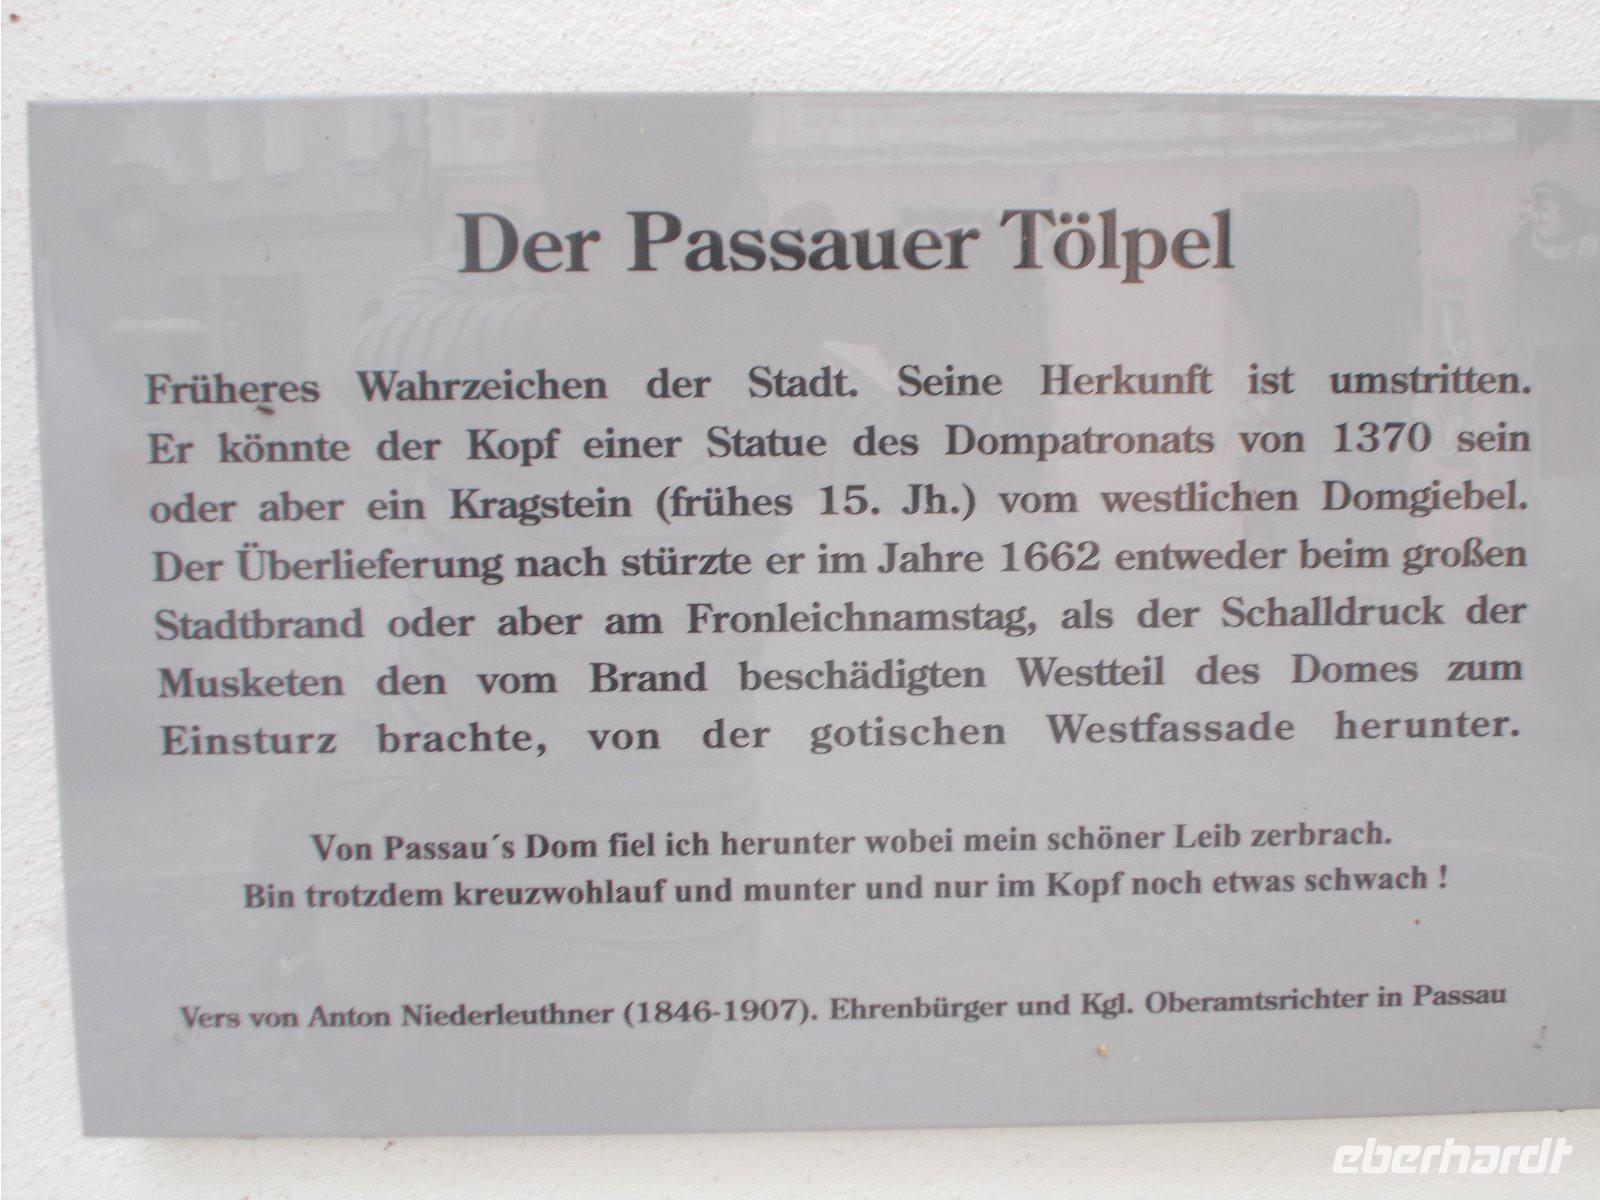 Der Passauer Tölpel
Früheres Wahrzeichen der Stadt. Seine Herkunft ist umstritten.
Er könnte der Kopf einer Statue des Dompatronats von 1370 sein
oder aber ein Kragstein (frühes 15. Jh.) vom westlichen Domgiebel.
Der Überlieferung nach stürzte er im Jahre 1662 entweder beim großen
Stadtbrand oder aber am Fronleichnamstag, als der Schalldruck der
Musketen den vom Brand beschädigten Westteil des Domes zum
Einsturz brachte, von der gotischen Westfassade herunter.
Von Passau´s Dom fiel ich herunter wobei mein schöner Leib zerbrach.
Bin trotzdem kreuzwohlauf und munter und nur im Kopf noch etwas schwach !
Vers von Anton Niederleuthner (1846-1907). Ehrenbürger und Kgl. Oberamtsrichter in Passau
eberhardt